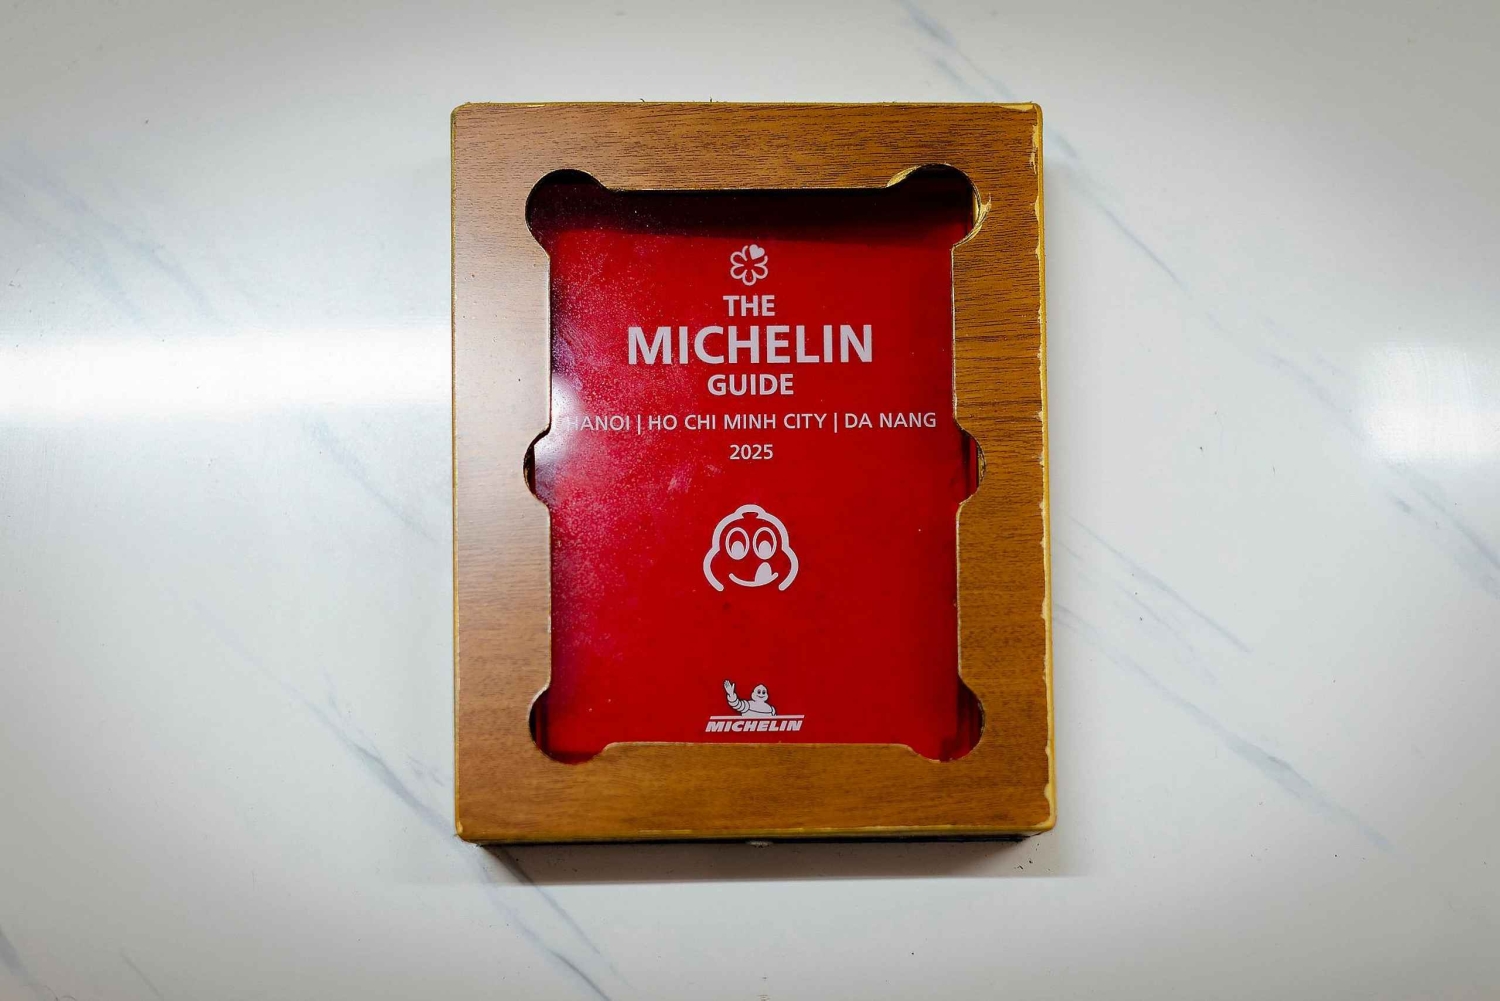 THE
MICHELIN
GUIDE
HANOI | HO CHI MINH CITY | DA NANG
2025
MICHELIN